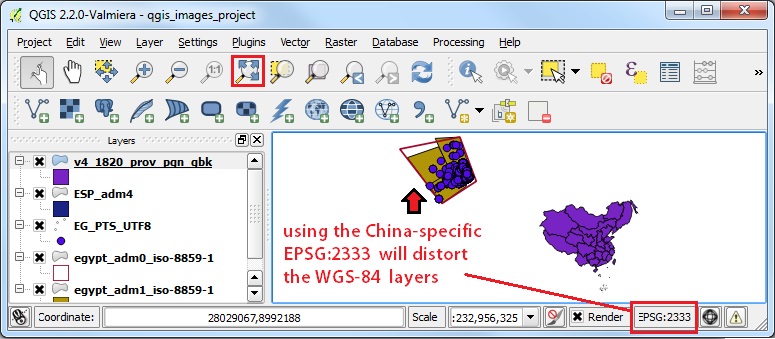 QGIS 2.2.0-Valmiera - qgis_images_project
Project Edit View Layer Settings Plugins Vector Raster Database Processing Help
1:1
»
Layers
v4_1820_prov_pgn_gbk
ESP_adm4
EG_PTS_UTF8
egypt_adm0_iso-8859-1
egypt_adm1_iso-8859-1
using the China-specific
EPSG:2333 will distort
the WGS-84 layers
Coordinate: 28029067,8992188 Scale :232,956,325 Render EPSG:2333